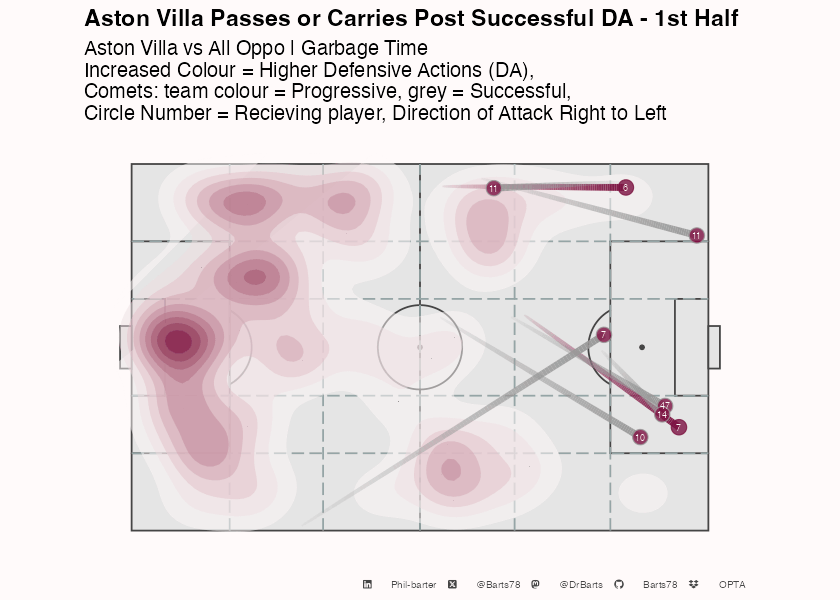 Aston Villa Passes or Carries Post Successful DA - 1st Half
Aston Villa vs All Oppo | Garbage Time
Increased Colour = Higher Defensive Actions (DA),
Comets: team colour = Progressive, grey = Successful,
Circle Number = Recieving player, Direction of Attack Right to Left
11 6
11
7
47
14
7
10
Phil-barter @Barts78 @DrBarts Barts78 OPTA